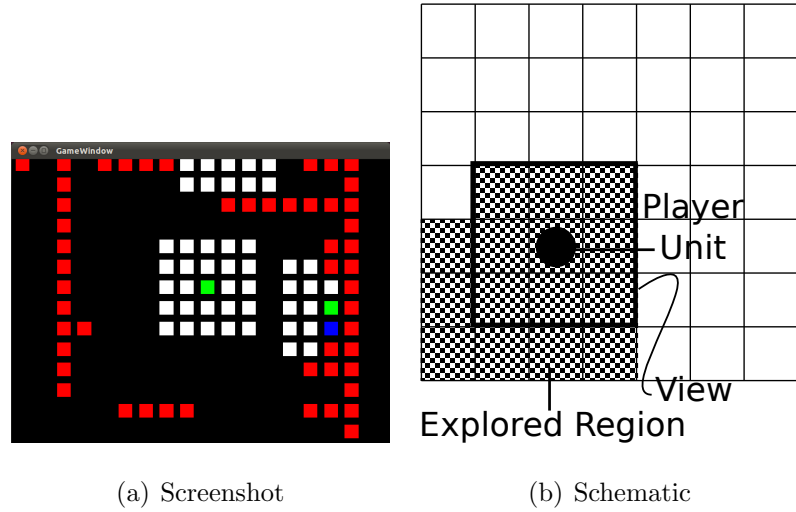 GameWindow
Player
Unit
View
Explored Region
(a) Screenshot
(b) Schematic